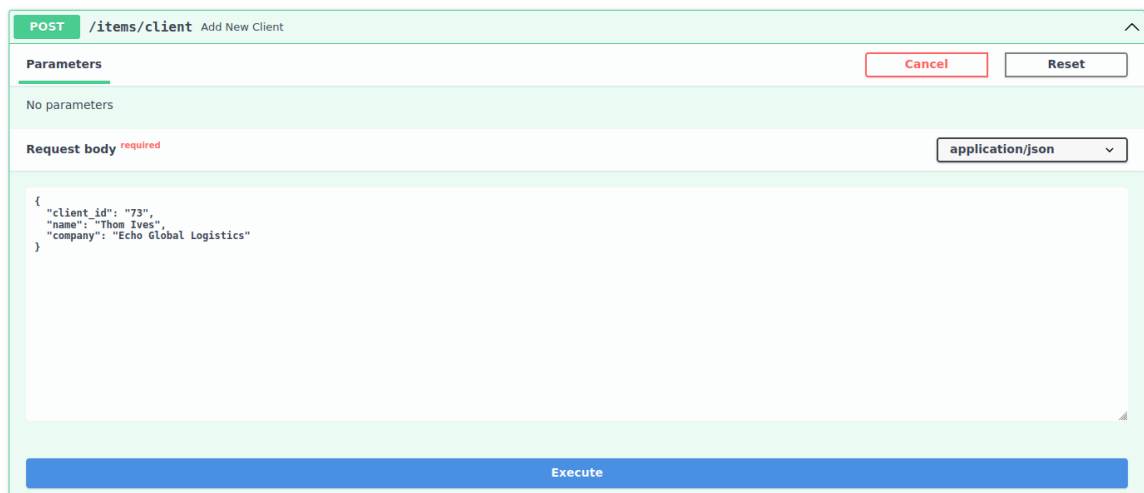 POST /items/client Add New Client
Parameters Cancel Reset
No parameters
Request body required application/json
{
  "client_id": "73",
  "name": "Thom Ives",
  "company": "Echo Global Logistics"
}
Execute